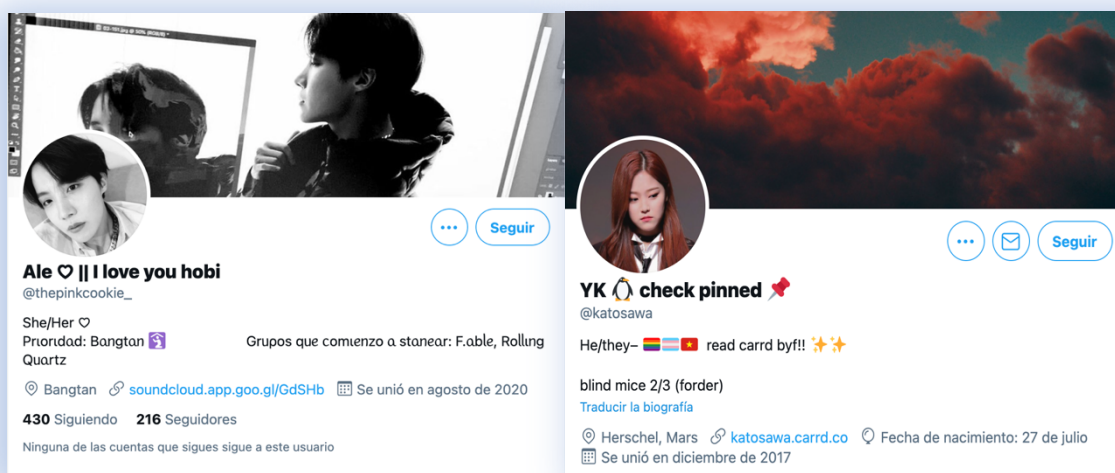 Seguir
Ale ♡ || I love you hobi
@thepinkcookie_
She/Her ♡
Prioridad: Bangtan 🛐 Grupos que comienzo a stanear: F.able, Rolling
Quartz
Bangtan soundcloud.app.goo.gl/GdSHb Se unió en agosto de 2020
430 Siguiendo 216 Seguidores
Ninguna de las cuentas que sigues sigue a este usuario
Seguir
YK 🐧 check pinned 📌
@katosawa
He/they– 🏳️‍🌈🏳️‍⚧️🇻🇳 read carrd byf!! ✨✨
blind mice 2/3 (forder)
Traducir la biografía
Herschel, Mars katosawa.carrd.co Fecha de nacimiento: 27 de julio
Se unió en diciembre de 2017